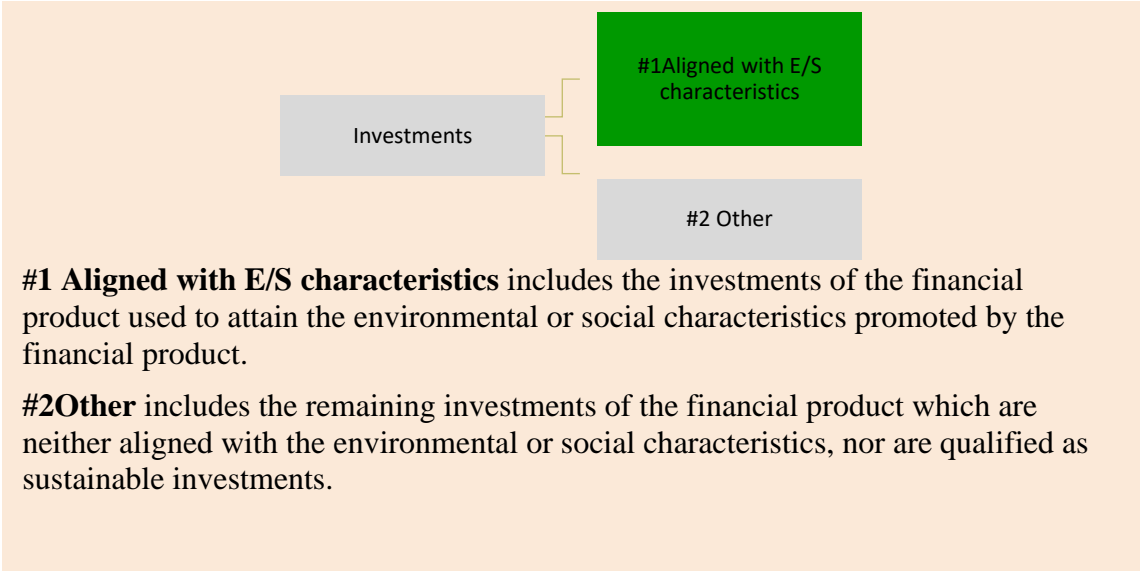 #1Aligned with E/S
characteristics
Investments
#2 Other
#1 Aligned with E/S characteristics includes the investments of the financial
product used to attain the environmental or social characteristics promoted by the
financial product.
#2Other includes the remaining investments of the financial product which are
neither aligned with the environmental or social characteristics, nor are qualified as
sustainable investments.